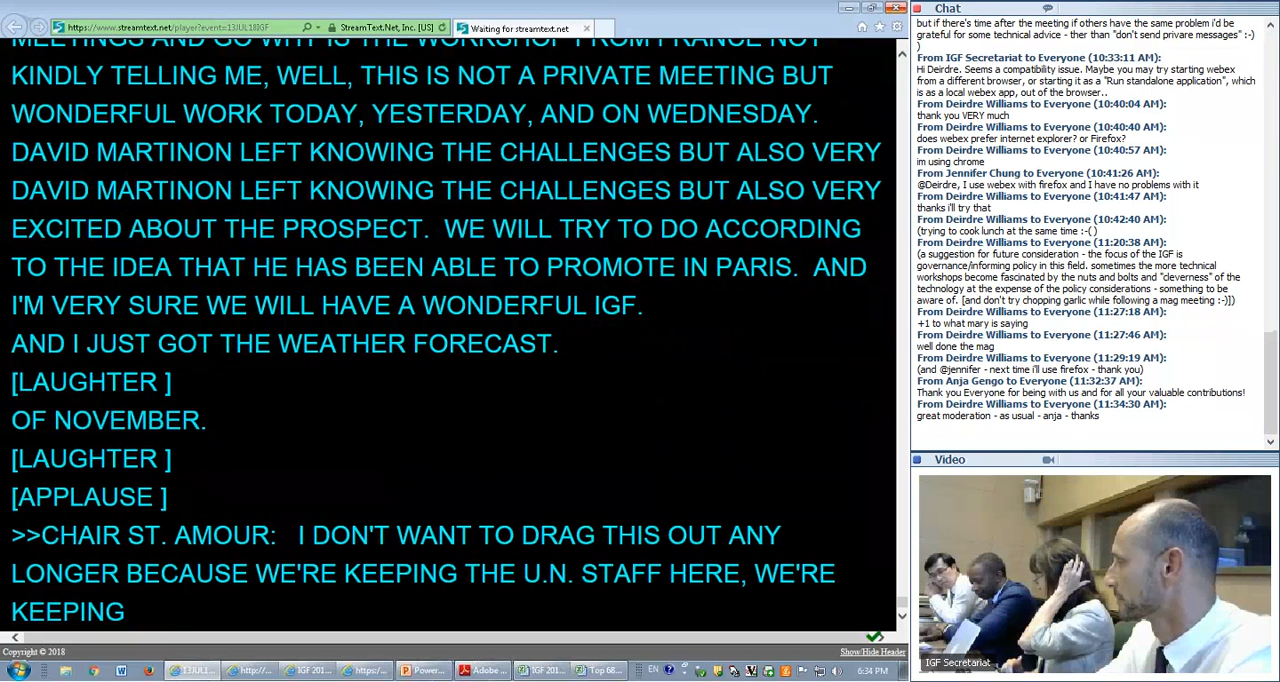 https://www.streamtext.net/player?event=13JUL18IGF
StreamText.Net, Inc. [US]
Waiting for streamtext.net
MEETINGS AND GO WHY IS THE WORKSHOP FROM FRANCE NOT
KINDLY TELLING ME, WELL, THIS IS NOT A PRIVATE MEETING BUT
WONDERFUL WORK TODAY, YESTERDAY, AND ON WEDNESDAY.
DAVID MARTINON LEFT KNOWING THE CHALLENGES BUT ALSO VERY
DAVID MARTINON LEFT KNOWING THE CHALLENGES BUT ALSO VERY
EXCITED ABOUT THE PROSPECT.  WE WILL TRY TO DO ACCORDING
TO THE IDEA THAT HE HAS BEEN ABLE TO PROMOTE IN PARIS.  AND
I'M VERY SURE WE WILL HAVE A WONDERFUL IGF.
AND I JUST GOT THE WEATHER FORECAST.
[LAUGHTER ]
OF NOVEMBER.
[LAUGHTER ]
[APPLAUSE ]
>>CHAIR ST. AMOUR:   I DON'T WANT TO DRAG THIS OUT ANY
LONGER BECAUSE WE'RE KEEPING THE U.N. STAFF HERE, WE'RE
KEEPING
Copyright © 2018
Show/Hide Header
13JUL1...
http://...
IGF 201...
https:/...
Power...
Adobe ...
IGF 201...
Top 68...
EN
6:34 PM
Chat
but if there's time after the meeting if others have the same problem i'd be
grateful for some technical advice - ther than "don't send private messages" :-)
)
From IGF Secretariat to Everyone (10:33:11 AM):
Hi Deirdre. Seems a compatibility issue. Maybe you may try starting webex
from a different browser, or starting it as a "Run standalone application", which
is as a local webex app, out of the browser..
From Deirdre Williams to Everyone (10:40:04 AM):
thank you VERY much
From Deirdre Williams to Everyone (10:40:40 AM):
does webex prefer internet explorer? or Firefox?
From Deirdre Williams to Everyone (10:40:57 AM):
im using chrome
From Jennifer Chung to Everyone (10:41:26 AM):
@Deirdre, I use webex with firefox and I have no problems with it
From Deirdre Williams to Everyone (10:41:47 AM):
thanks i'll try that
From Deirdre Williams to Everyone (10:42:40 AM):
(trying to cook lunch at the same time :-( )
From Deirdre Williams to Everyone (11:20:38 AM):
(a suggestion for future consideration - the focus of the IGF is
governance/informing policy in this field. sometimes the more technical
workshops become fascinated by the nuts and bolts and "cleverness" of the
technology at the expense of the policy considerations - something to be
aware of. [and don't try chopping garlic while following a mag meeting :-)])
From Deirdre Williams to Everyone (11:27:18 AM):
+1 to what mary is saying
From Deirdre Williams to Everyone (11:27:46 AM):
well done the mag
From Deirdre Williams to Everyone (11:29:19 AM):
(and @jennifer - next time i'll use firefox - thank you)
From Anja Gengo to Everyone (11:32:37 AM):
Thank you Everyone for being with us and for all your valuable contributions!
From Deirdre Williams to Everyone (11:34:30 AM):
great moderation - as usual - anja - thanks
Video
IGF Secretariat